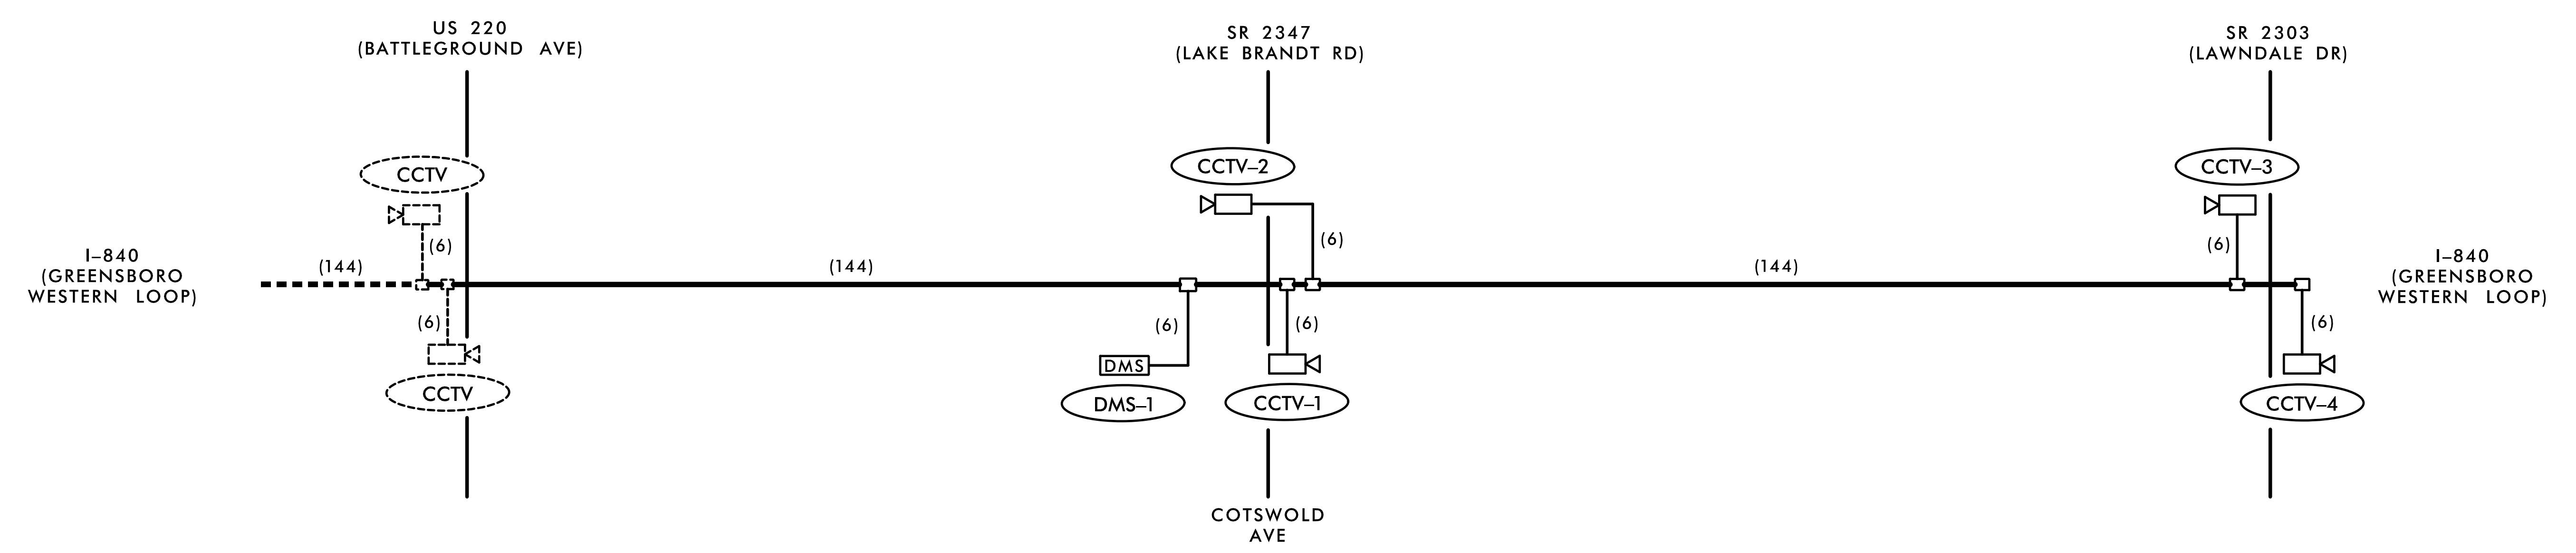 US 220
(BATTLEGROUND AVE)
SR 2347
(LAKE BRANDT RD)
SR 2303
(LAWNDALE DR)
CCTV
CCTV–2
CCTV–3
(6)
(6)
(6)
I–840
(GREENSBORO
WESTERN LOOP)
(144)
(144)
(144)
I–840
(GREENSBORO
WESTERN LOOP)
(6)
(6)
(6)
(6)
DMS
CCTV
DMS–1
CCTV–1
CCTV–4
COTSWOLD
AVE